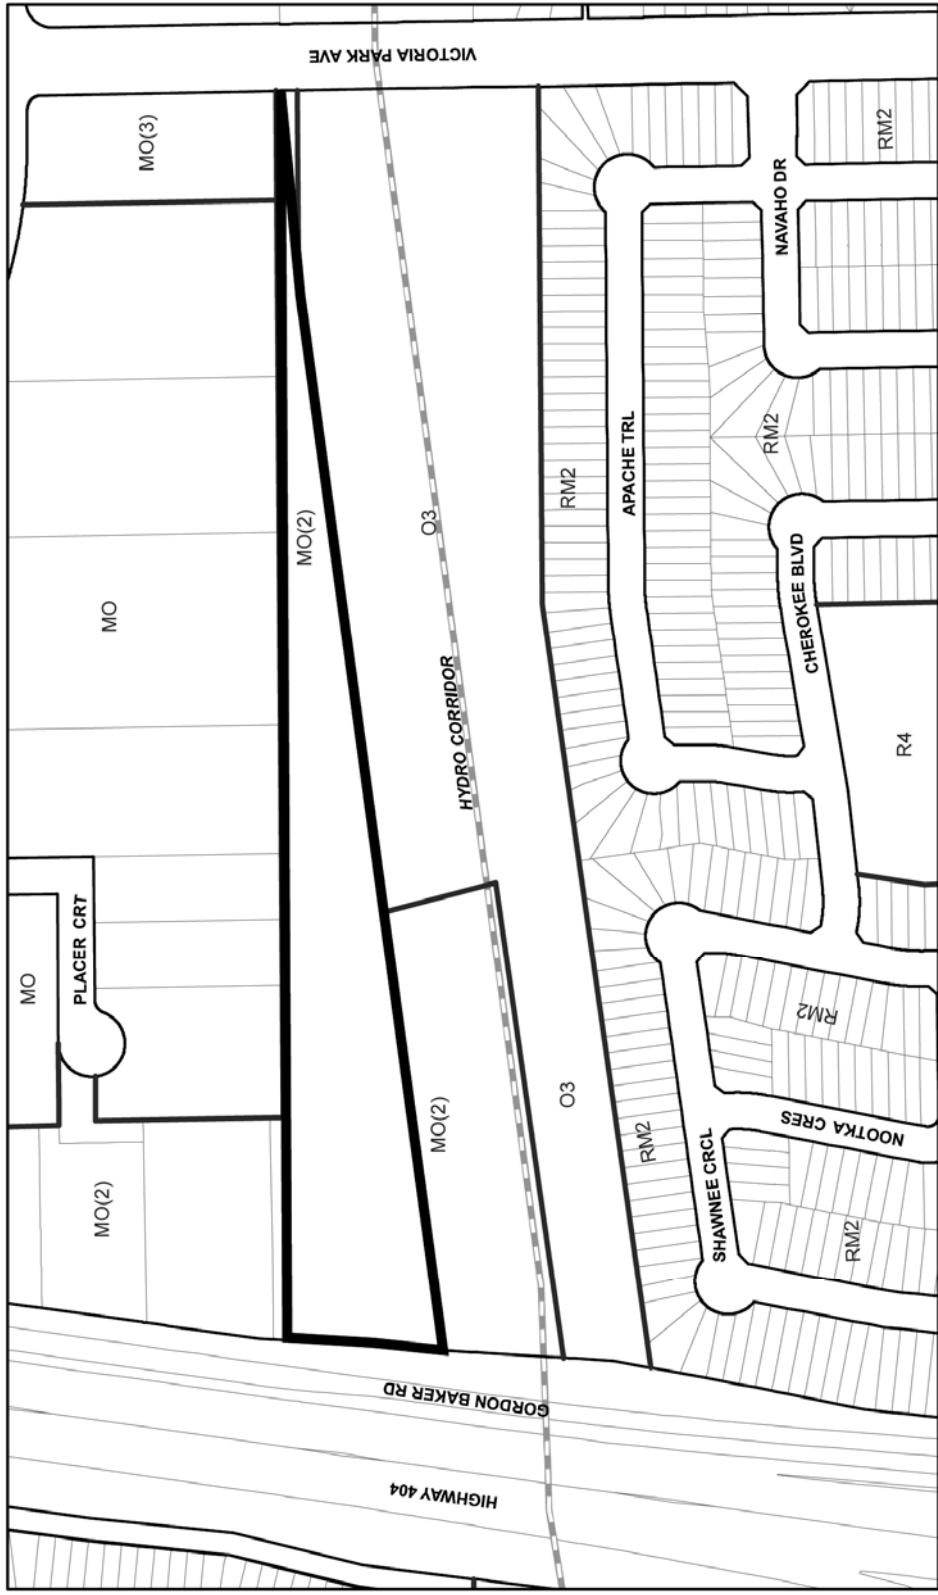 VICTORIA PARK AVE
MO(3)
RM2
NAVAHO DR
RM2
APACHE TRL
RM2
MO(2)
O3
MO
HYDRO CORRIDOR
CHEROKEE BLVD
R4
PLACER CRT
MO
RM2
MO(2)
O3
RM2
NOOTKA CRES
SHAWNEE CRCL
MO(2)
RM2
GORDON BAKER RD
HIGHWAY 404